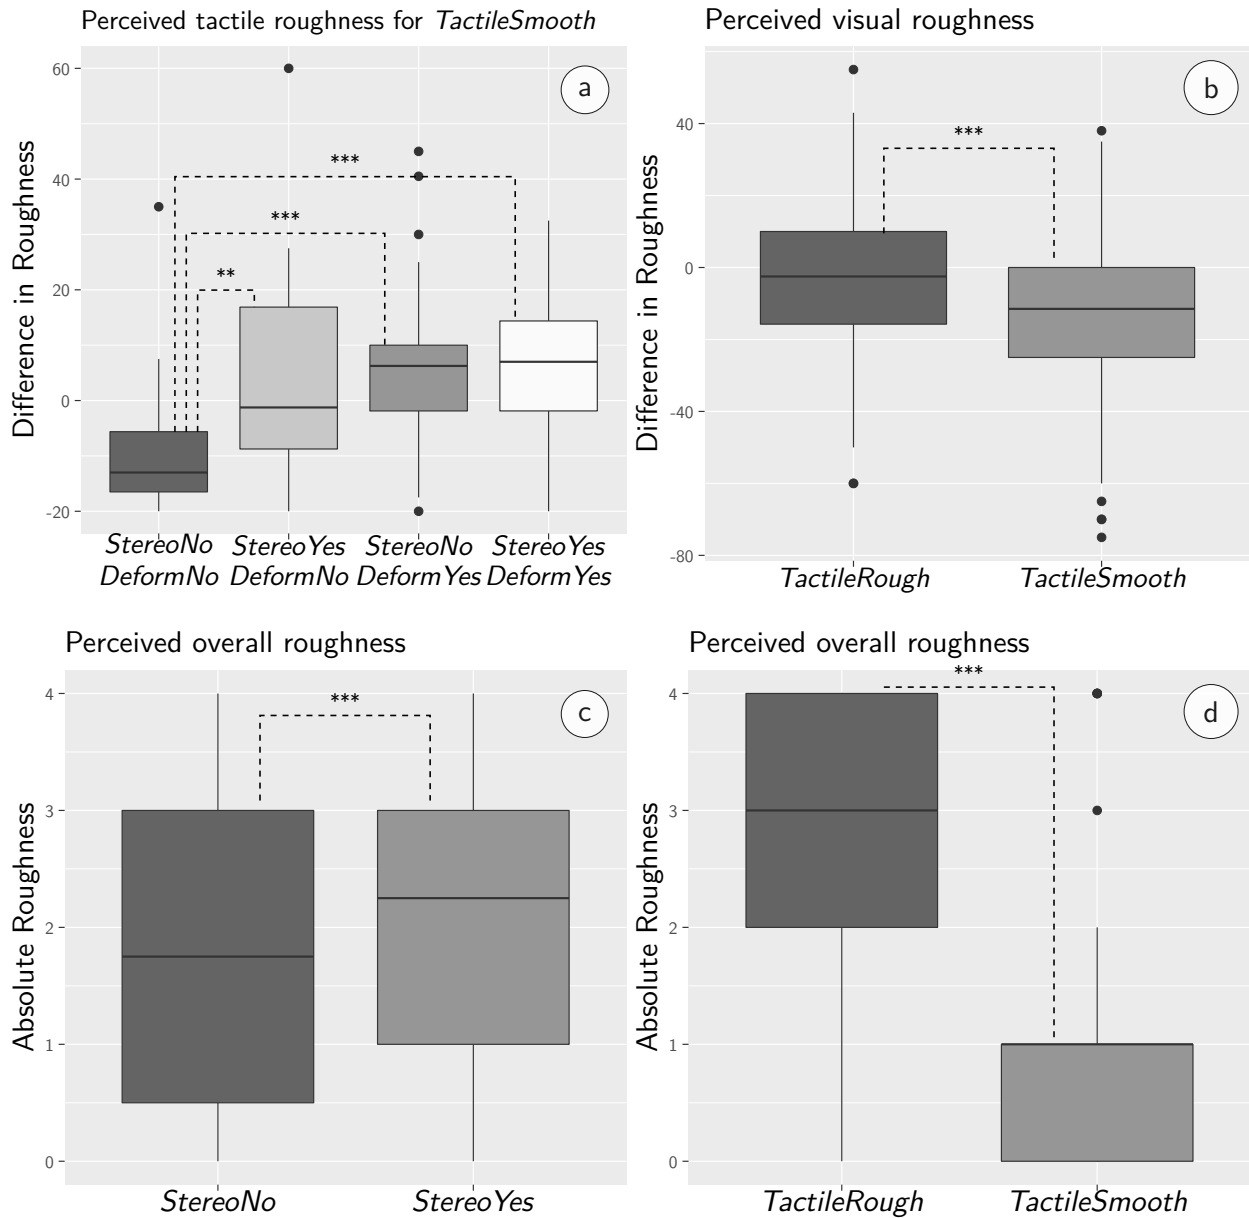 Perceived tactile roughness for TactileSmooth
a
Difference in Roughness
60
40
20
0
-20
***
***
**
StereoNo DeformNo
StereoYes DeformNo
StereoNo DeformYes
StereoYes DeformYes
Perceived visual roughness
b
Difference in Roughness
40
0
-40
-80
***
TactileRough
TactileSmooth
Perceived overall roughness
c
Absolute Roughness
4
3
2
1
0
***
StereoNo
StereoYes
Perceived overall roughness
d
Absolute Roughness
4
3
2
1
0
***
TactileRough
TactileSmooth